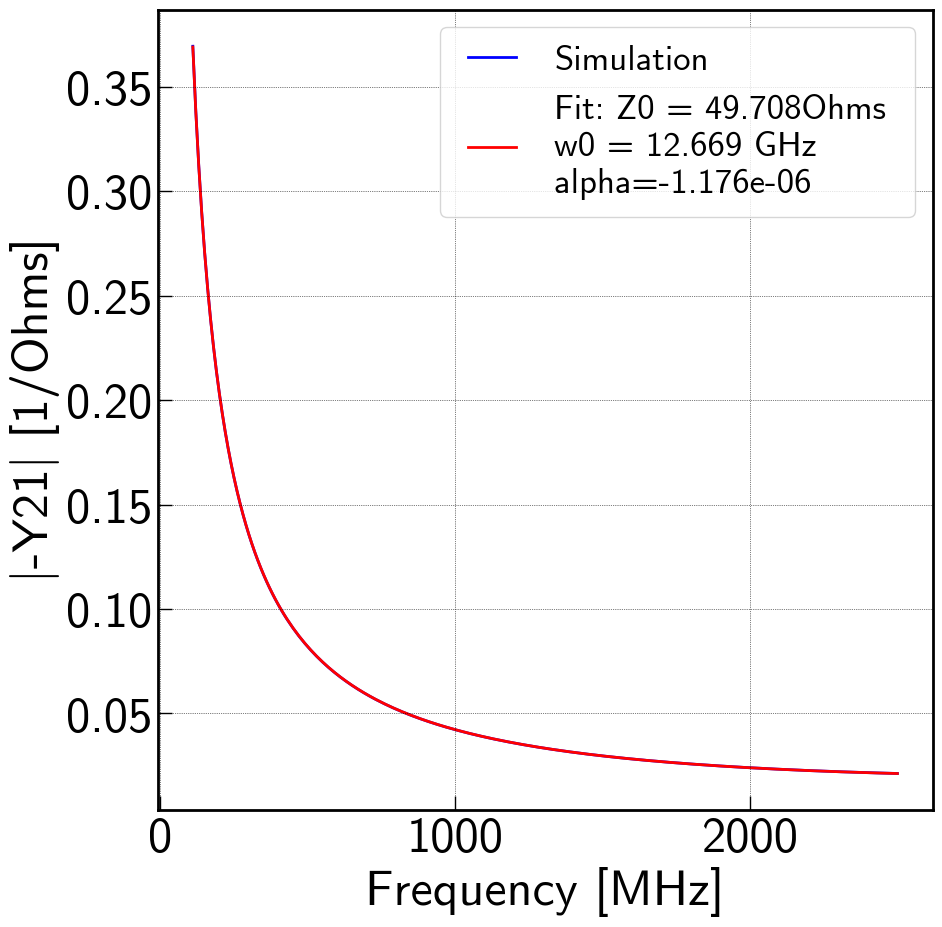 Simulation
Fit: Z0 = 49.708Ohms
w0 = 12.669 GHz
alpha=-1.176e-06
0.35
0.30
0.25
0.20
0.15
0.10
0.05
|-Y21| [1/Ohms]
0 1000 2000
Frequency [MHz]